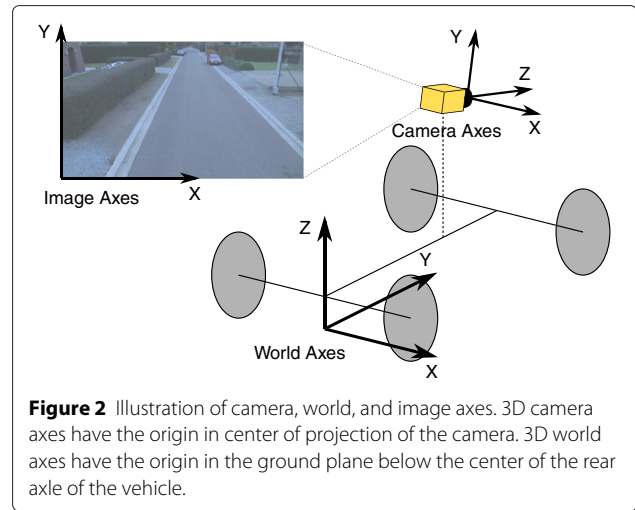 Y
X
Image Axes
Y
Z
X
Camera Axes
Z
Y
X
World Axes
Figure 2 Illustration of camera, world, and image axes. 3D camera
axes have the origin in center of projection of the camera. 3D world
axes have the origin in the ground plane below the center of the rear
axle of the vehicle.